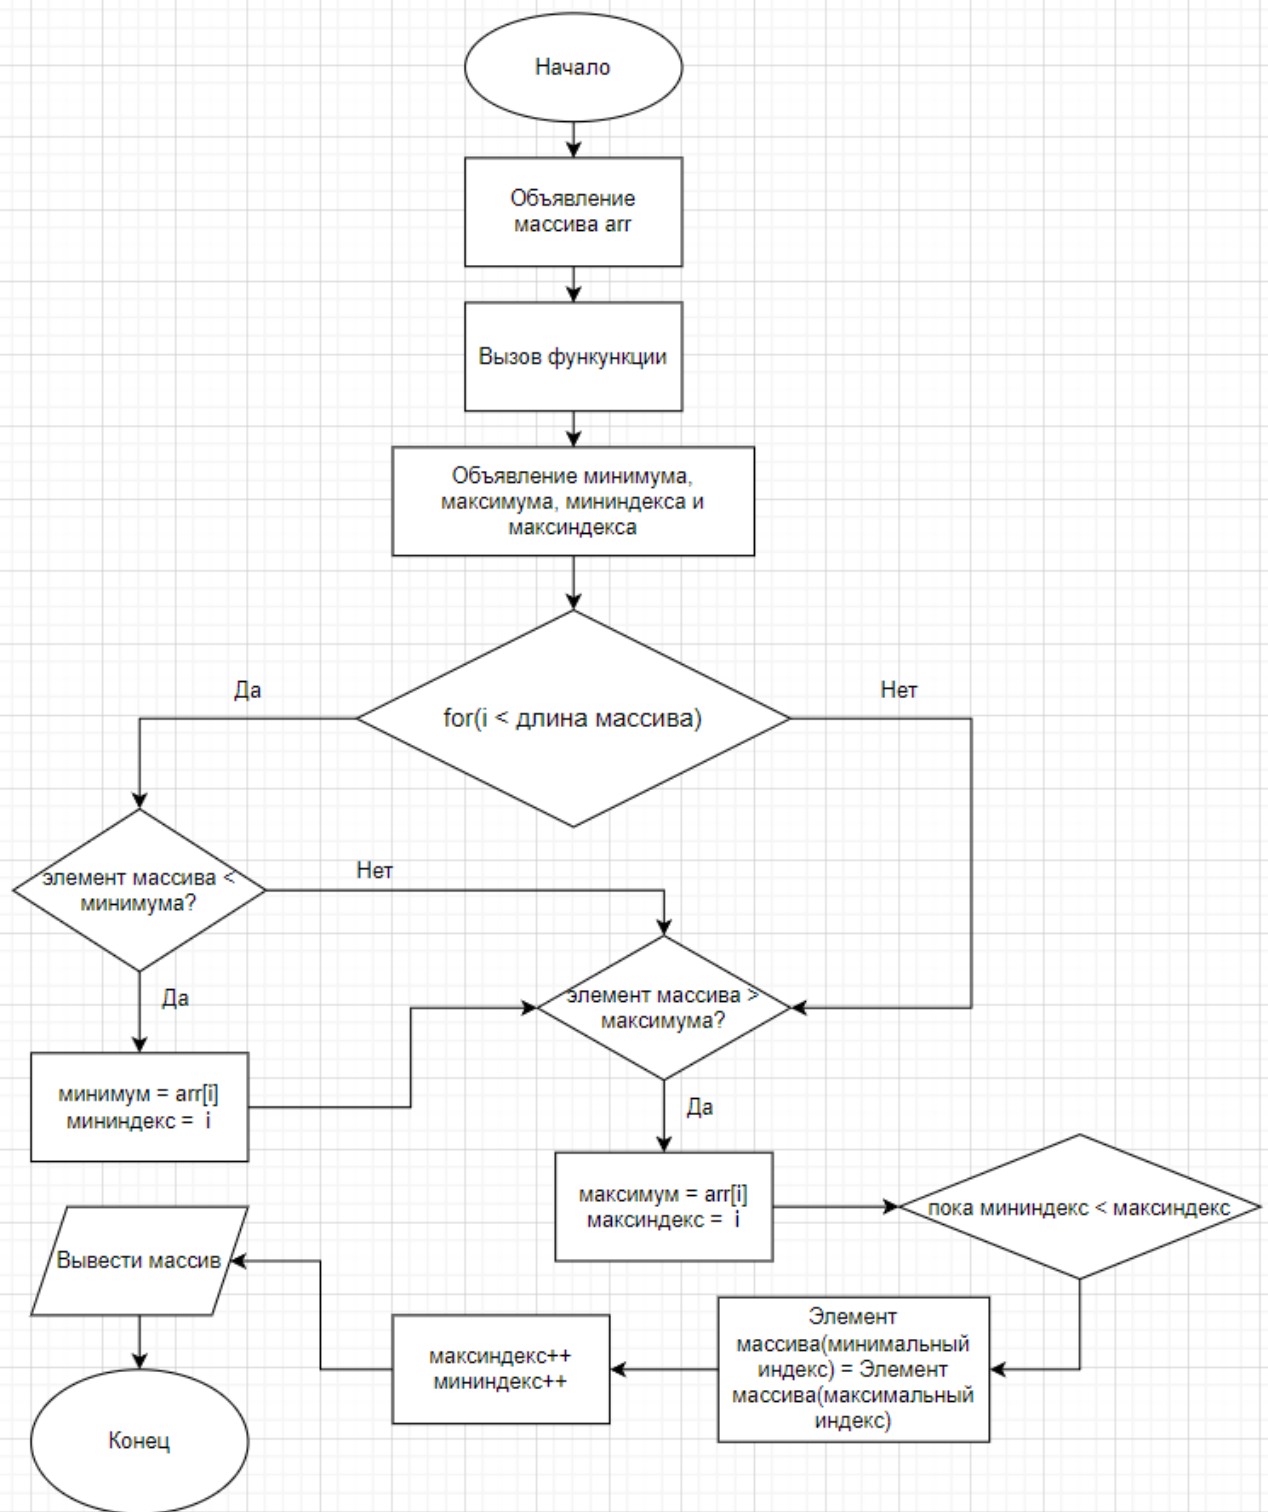 Начало
Объявление
массива arr
Вызов функункции
Объявление минимума,
максимума, мининдекса и
максиндекса
Да
Нет
for(i < длина массива)
элемент массива <
минимума?
Нет
Да
элемент массива >
максимума?
минимум = arr[i]
мининдекс =  i
Да
максимум = arr[i]
максиндекс =  i
пока мининдекс < максиндекс
Вывести массив
Элемент
массива(минимальный
индекс) = Элемент
массива(максимальный
индекс)
максиндекс++
мининдекс++
Конец